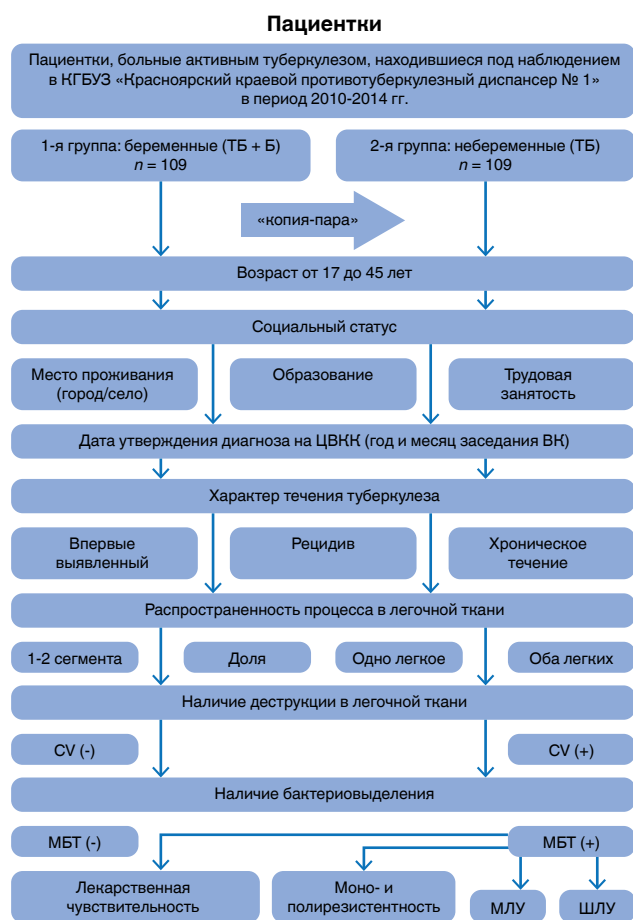 Пациентки
Пациентки, больные активным туберкулезом, находившиеся под наблюдением
в КГБУЗ «Красноярский краевой противотуберкулезный диспансер № 1»
в период 2010-2014 гг.
1-я группа: беременные (ТБ + Б)
n = 109
2-я группа: небеременные (ТБ)
n = 109
«копия-пара»
Возраст от 17 до 45 лет
Социальный статус
Место проживания
(город/село)
Образование
Трудовая
занятость
Дата утверждения диагноза на ЦВКК (год и месяц заседания ВК)
Характер течения туберкулеза
Впервые
выявленный
Рецидив
Хроническое
течение
Распространенность процесса в легочной ткани
1-2 сегмента
Доля
Одно легкое
Оба легких
Наличие деструкции в легочной ткани
CV (-)
CV (+)
Наличие бактериовыделения
МБТ (-)
МБТ (+)
Лекарственная
чувствительность
Моно- и
полирезистентность
МЛУ
ШЛУ